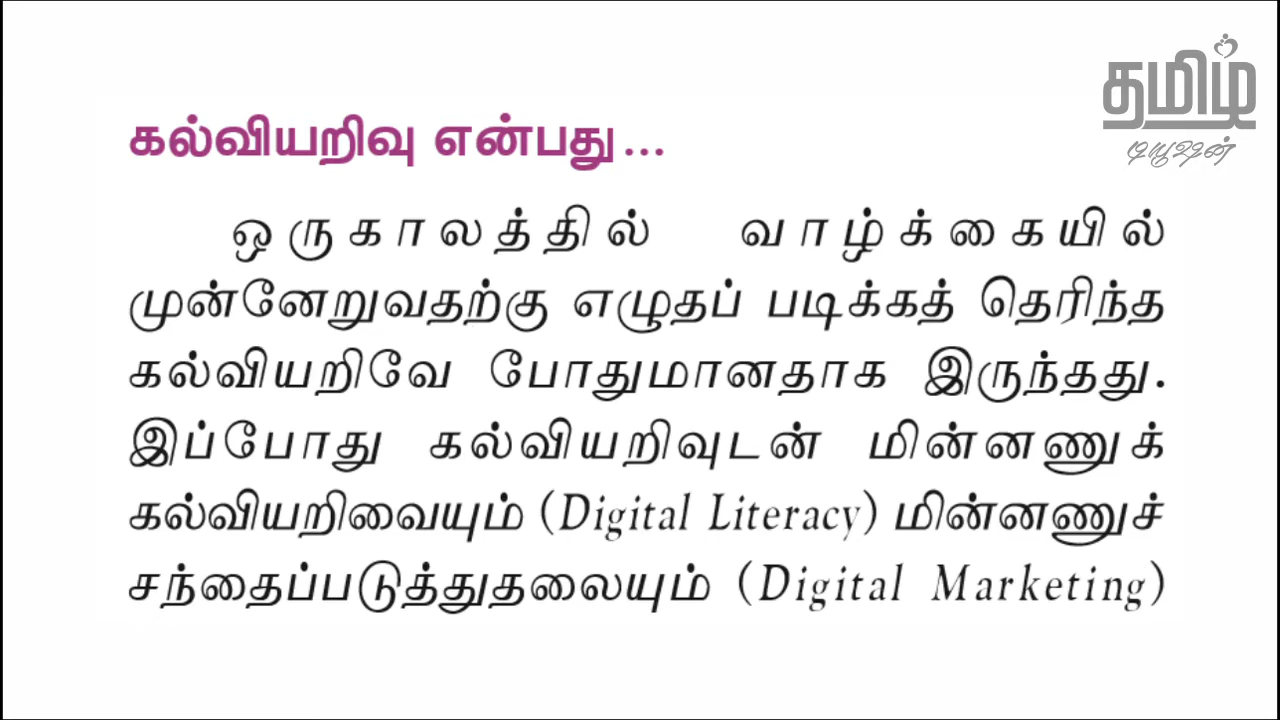 தமிழ்
டியூஷன்
கல்வியறிவு என்பது...
ஒருகாலத்தில் வாழ்க்கையில்
முன்னேறுவதற்கு எழுதப் படிக்கத் தெரிந்த
கல்வியறிவே போதுமானதாக இருந்தது.
இப்போது கல்வியறிவுடன் மின்னணுக்
கல்வியறிவையும் (Digital Literacy) மின்னணுச்
சந்தைப்படுத்துதலையும் (Digital Marketing)